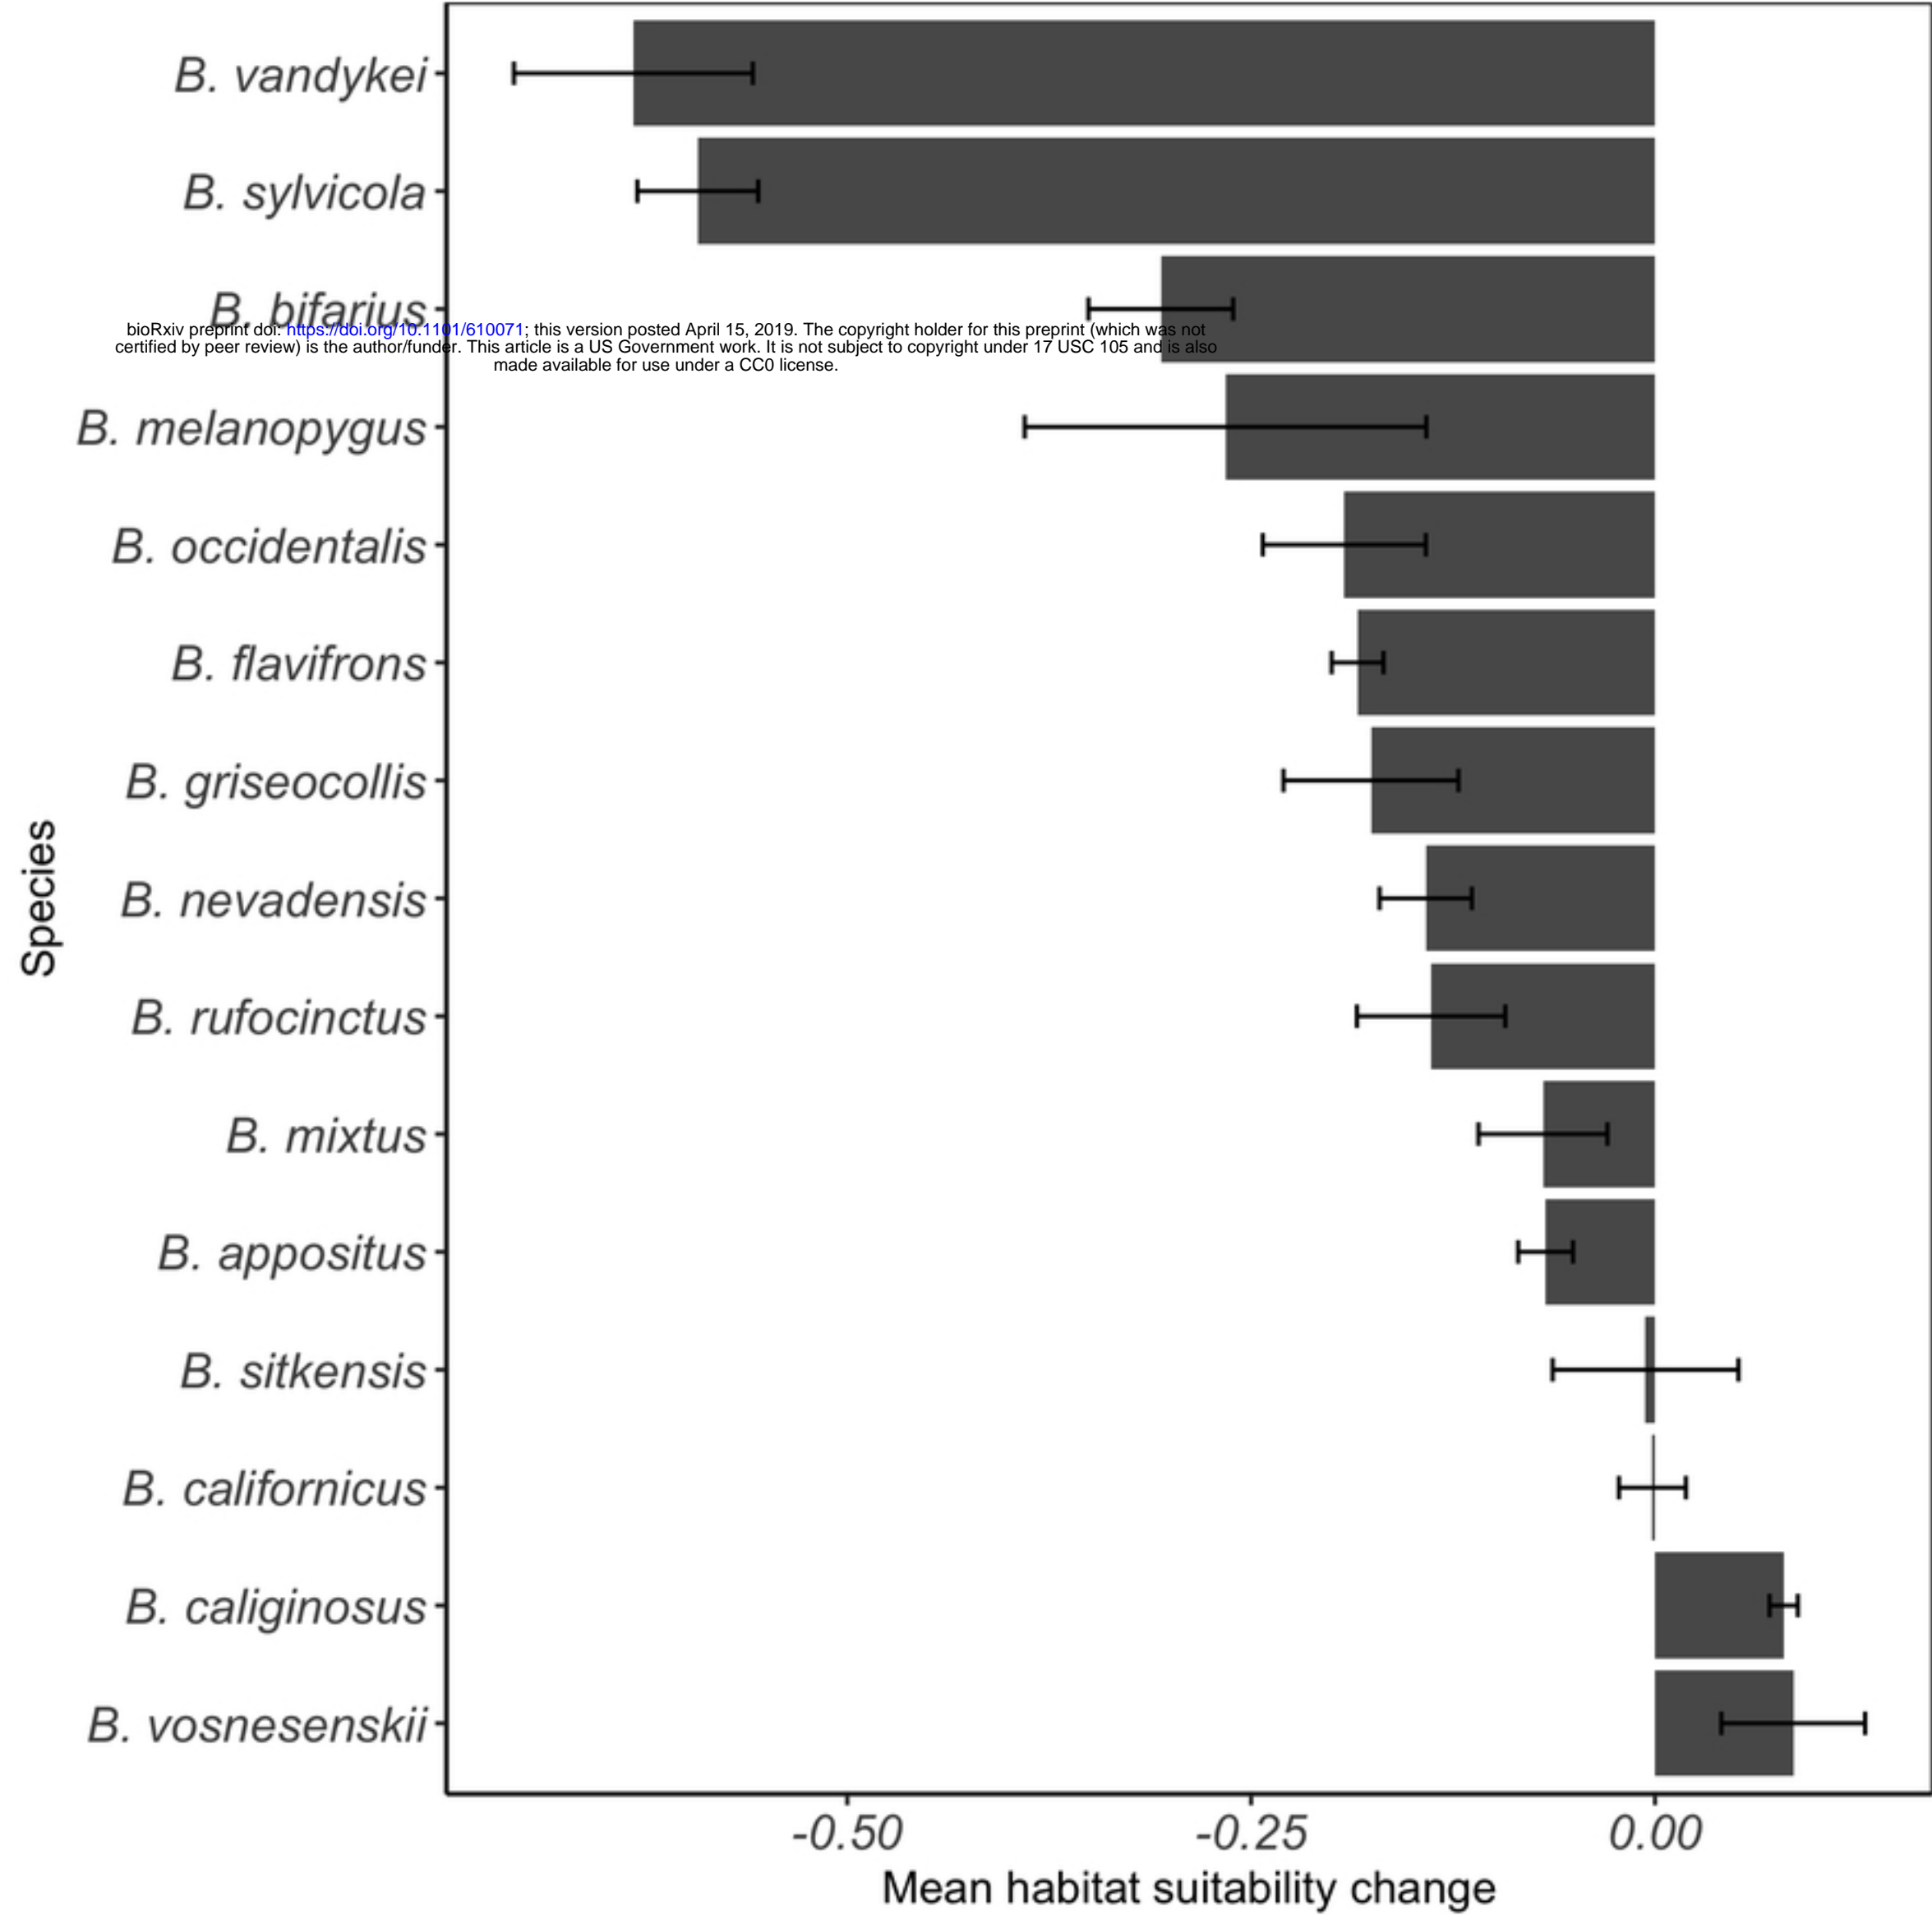 B. vandykei
B. sylvicola
B. bifarius
bioRxiv preprint doi: https://doi.org/10.1101/610071; this version posted April 15, 2019. The copyright holder for this preprint (which was not
certified by peer review) is the author/funder. This article is a US Government work. It is not subject to copyright under 17 USC 105 and is also
made available for use under a CC0 license.
B. melanopygus
B. occidentalis
B. flavifrons
B. griseocollis
B. nevadensis
B. rufocinctus
B. mixtus
B. appositus
B. sitkensis
B. californicus
B. caliginosus
B. vosnesenskii
Species
-0.50 -0.25 0.00
Mean habitat suitability change